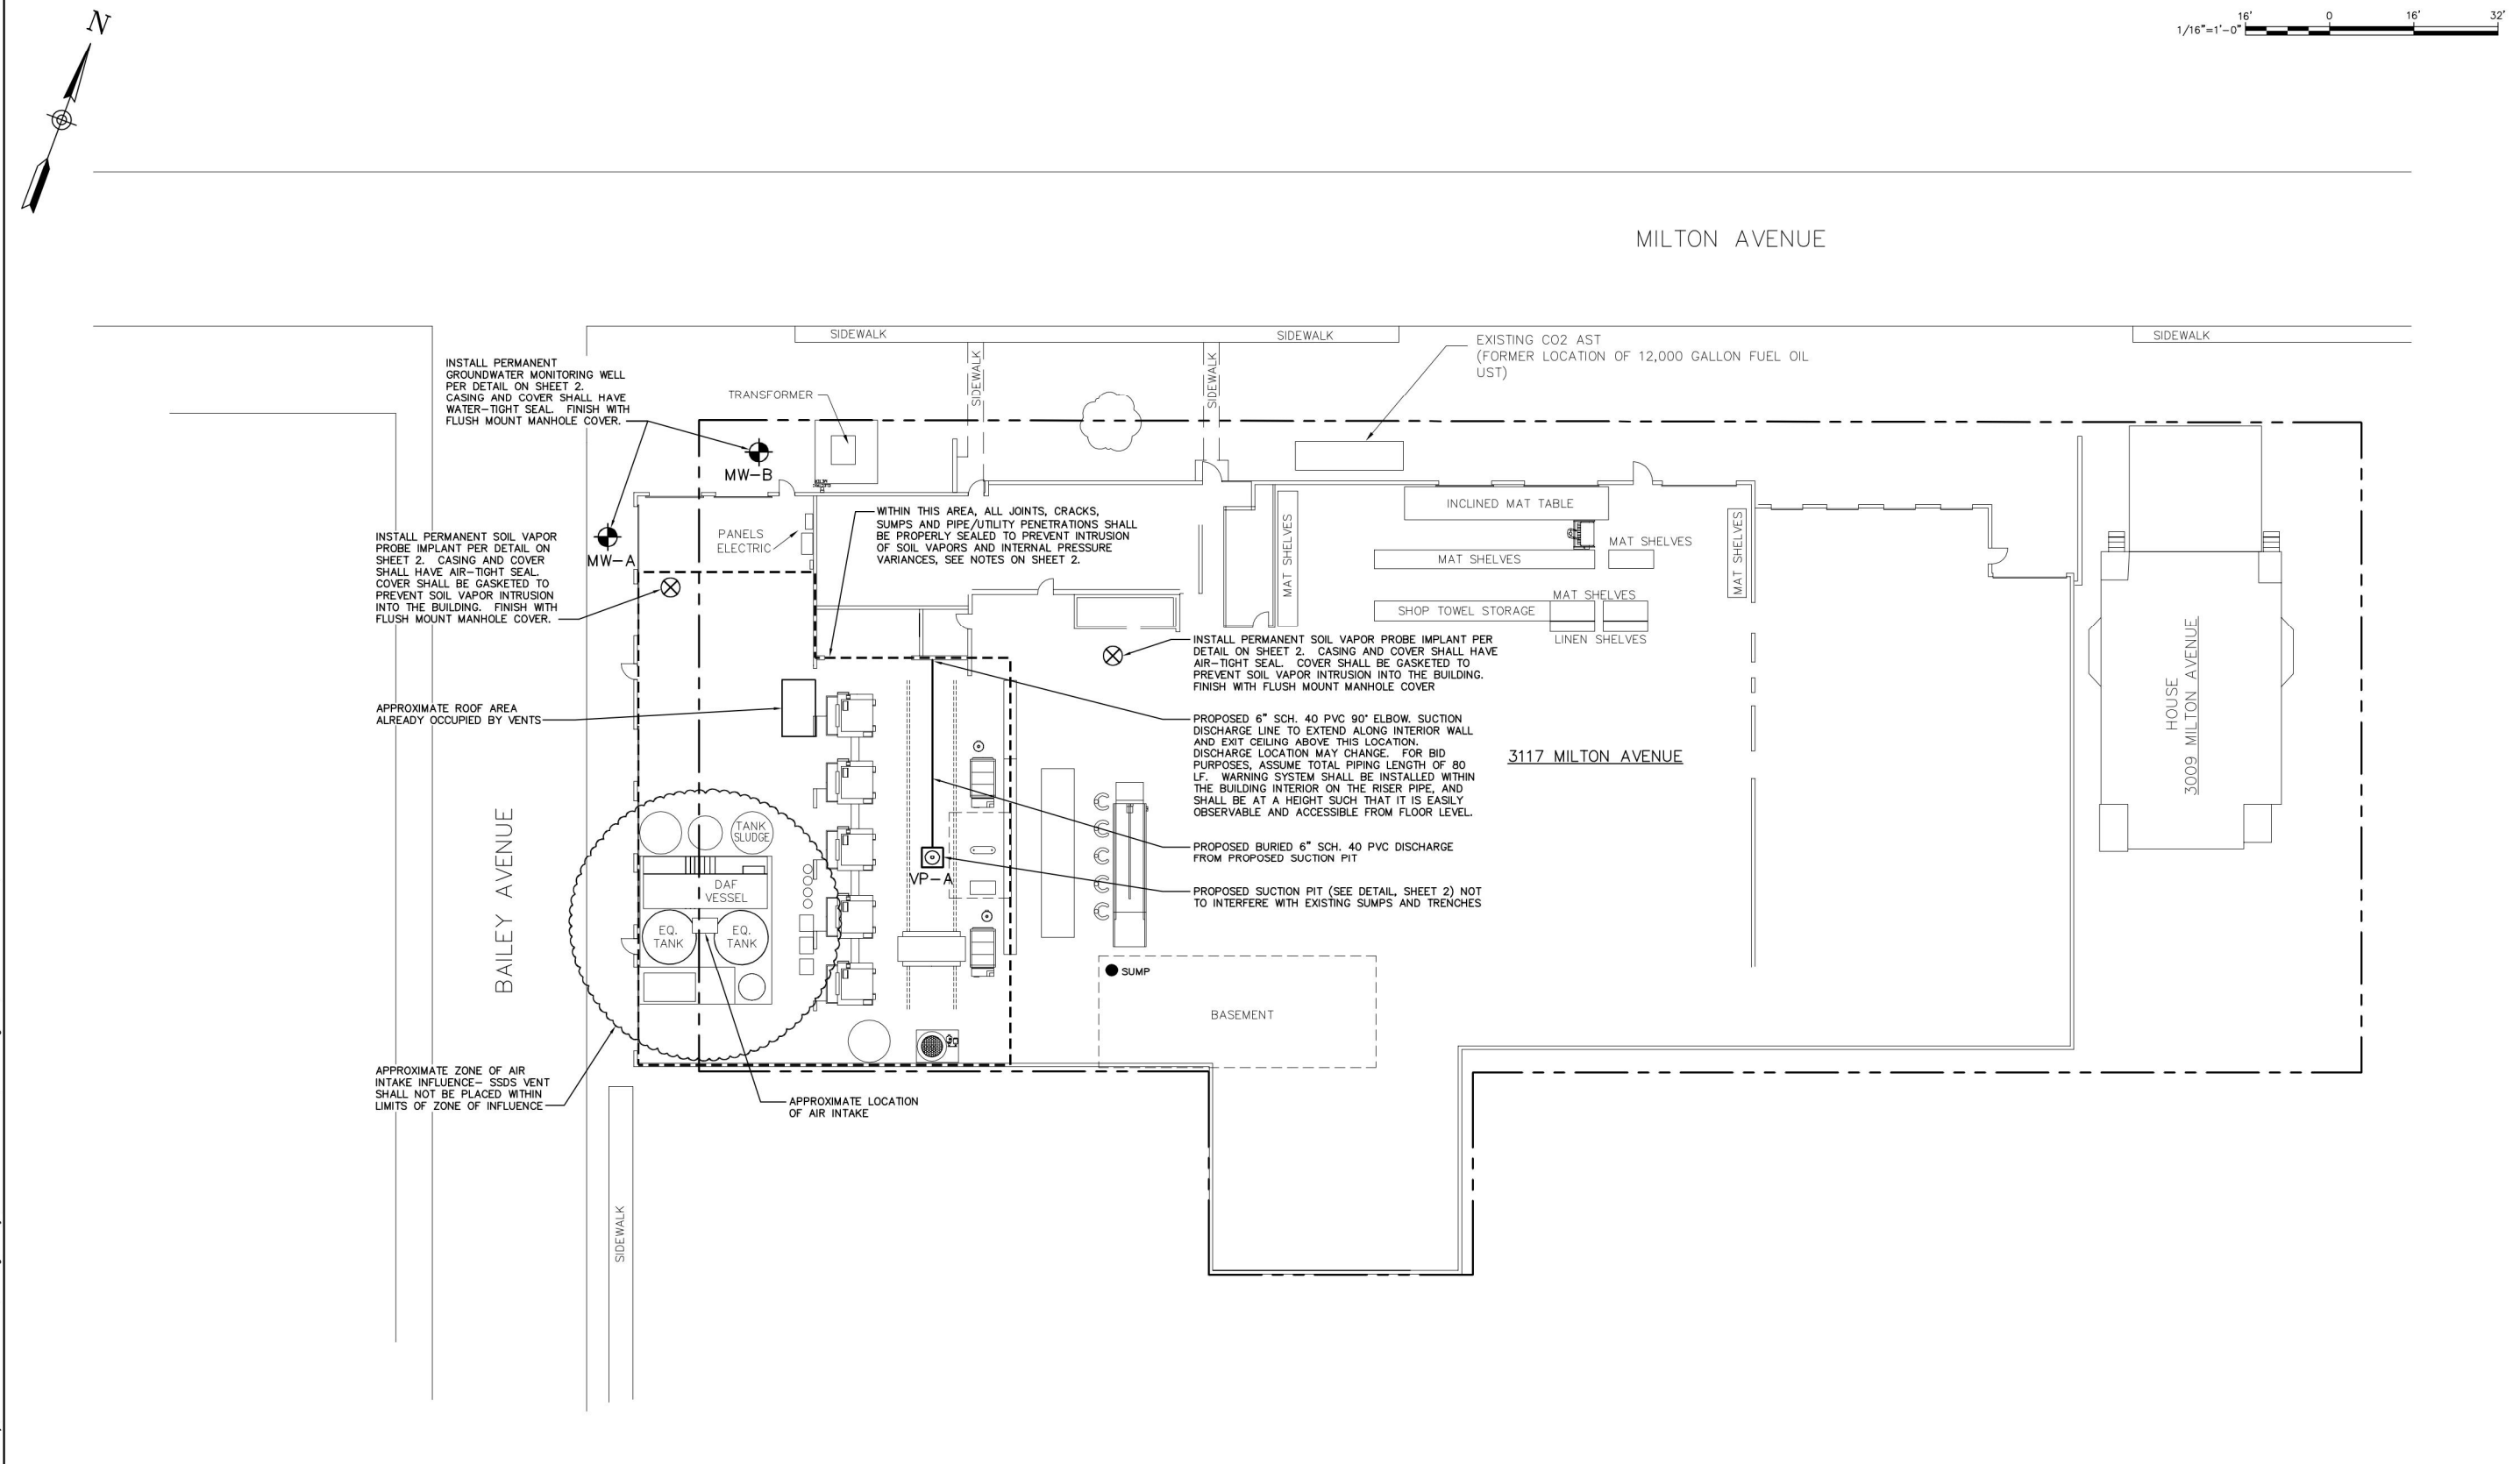 N
16' 0 16' 32'
1/16"=1'-0"
MILTON AVENUE
SIDEWALK
SIDEWALK
SIDEWALK
SIDEWALK
SIDEWALK
EXISTING CO2 AST
(FORMER LOCATION OF 12,000 GALLON FUEL OIL
UST)
INSTALL PERMANENT
GROUNDWATER MONITORING WELL
PER DETAIL ON SHEET 2.
CASING AND COVER SHALL HAVE
WATER-TIGHT SEAL. FINISH WITH
FLUSH MOUNT MANHOLE COVER.
TRANSFORMER
MW-B
MW-A
PANELS
ELECTRIC
WITHIN THIS AREA, ALL JOINTS, CRACKS,
SUMPS AND PIPE/UTILITY PENETRATIONS SHALL
BE PROPERLY SEALED TO PREVENT INTRUSION
OF SOIL VAPORS AND INTERNAL PRESSURE
VARIANCES, SEE NOTES ON SHEET 2.
INSTALL PERMANENT SOIL VAPOR
PROBE IMPLANT PER DETAIL ON
SHEET 2. CASING AND COVER
SHALL HAVE AIR-TIGHT SEAL.
COVER SHALL BE GASKETED TO
PREVENT SOIL VAPOR INTRUSION
INTO THE BUILDING. FINISH WITH
FLUSH MOUNT MANHOLE COVER.
MAT SHELVES
INCLINED MAT TABLE
MAT SHELVES
MAT SHELVES
MAT SHELVES
MAT SHELVES
SHOP TOWEL STORAGE
LINEN SHELVES
INSTALL PERMANENT SOIL VAPOR PROBE IMPLANT PER
DETAIL ON SHEET 2. CASING AND COVER SHALL HAVE
AIR-TIGHT SEAL. COVER SHALL BE GASKETED TO
PREVENT SOIL VAPOR INTRUSION INTO THE BUILDING.
FINISH WITH FLUSH MOUNT MANHOLE COVER
APPROXIMATE ROOF AREA
ALREADY OCCUPIED BY VENTS
PROPOSED 6" SCH. 40 PVC 90° ELBOW. SUCTION
DISCHARGE LINE TO EXTEND ALONG INTERIOR WALL
AND EXIT CEILING ABOVE THIS LOCATION.
DISCHARGE LOCATION MAY CHANGE. FOR BID
PURPOSES, ASSUME TOTAL PIPING LENGTH OF 80
LF. WARNING SYSTEM SHALL BE INSTALLED WITHIN
THE BUILDING INTERIOR ON THE RISER PIPE, AND
SHALL BE AT A HEIGHT SUCH THAT IT IS EASILY
OBSERVABLE AND ACCESSIBLE FROM FLOOR LEVEL.
3117 MILTON AVENUE
HOUSE
3009 MILTON AVENUE
BAILEY AVENUE
TANK
SLUDGE
DAF
VESSEL
EQ.
TANK
EQ.
TANK
VP-A
PROPOSED BURIED 6" SCH. 40 PVC DISCHARGE
FROM PROPOSED SUCTION PIT
PROPOSED SUCTION PIT (SEE DETAIL, SHEET 2) NOT
TO INTERFERE WITH EXISTING SUMPS AND TRENCHES
SUMP
BASEMENT
APPROXIMATE ZONE OF AIR
INTAKE INFLUENCE- SSDS VENT
SHALL NOT BE PLACED WITHIN
LIMITS OF ZONE OF INFLUENCE
APPROXIMATE LOCATION
OF AIR INTAKE
SIDEWALK